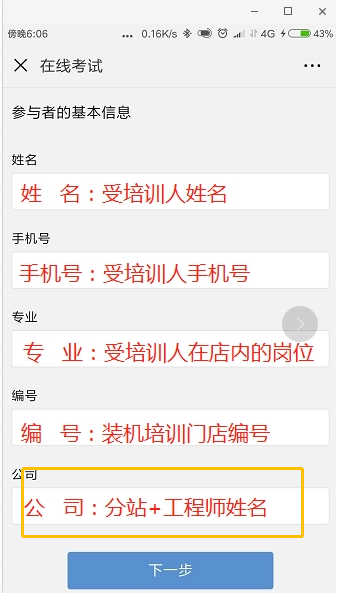 傍晚6:06 ... 0.16K/s 4G 43%
在线考试 ...
参与者的基本信息
姓名
姓 名：受培训人姓名
手机号
手机号：受培训人手机号
专业
专 业：受培训人在店内的岗位
编号
编 号：装机培训门店编号
公司
公 司：分站+工程师姓名
下一步